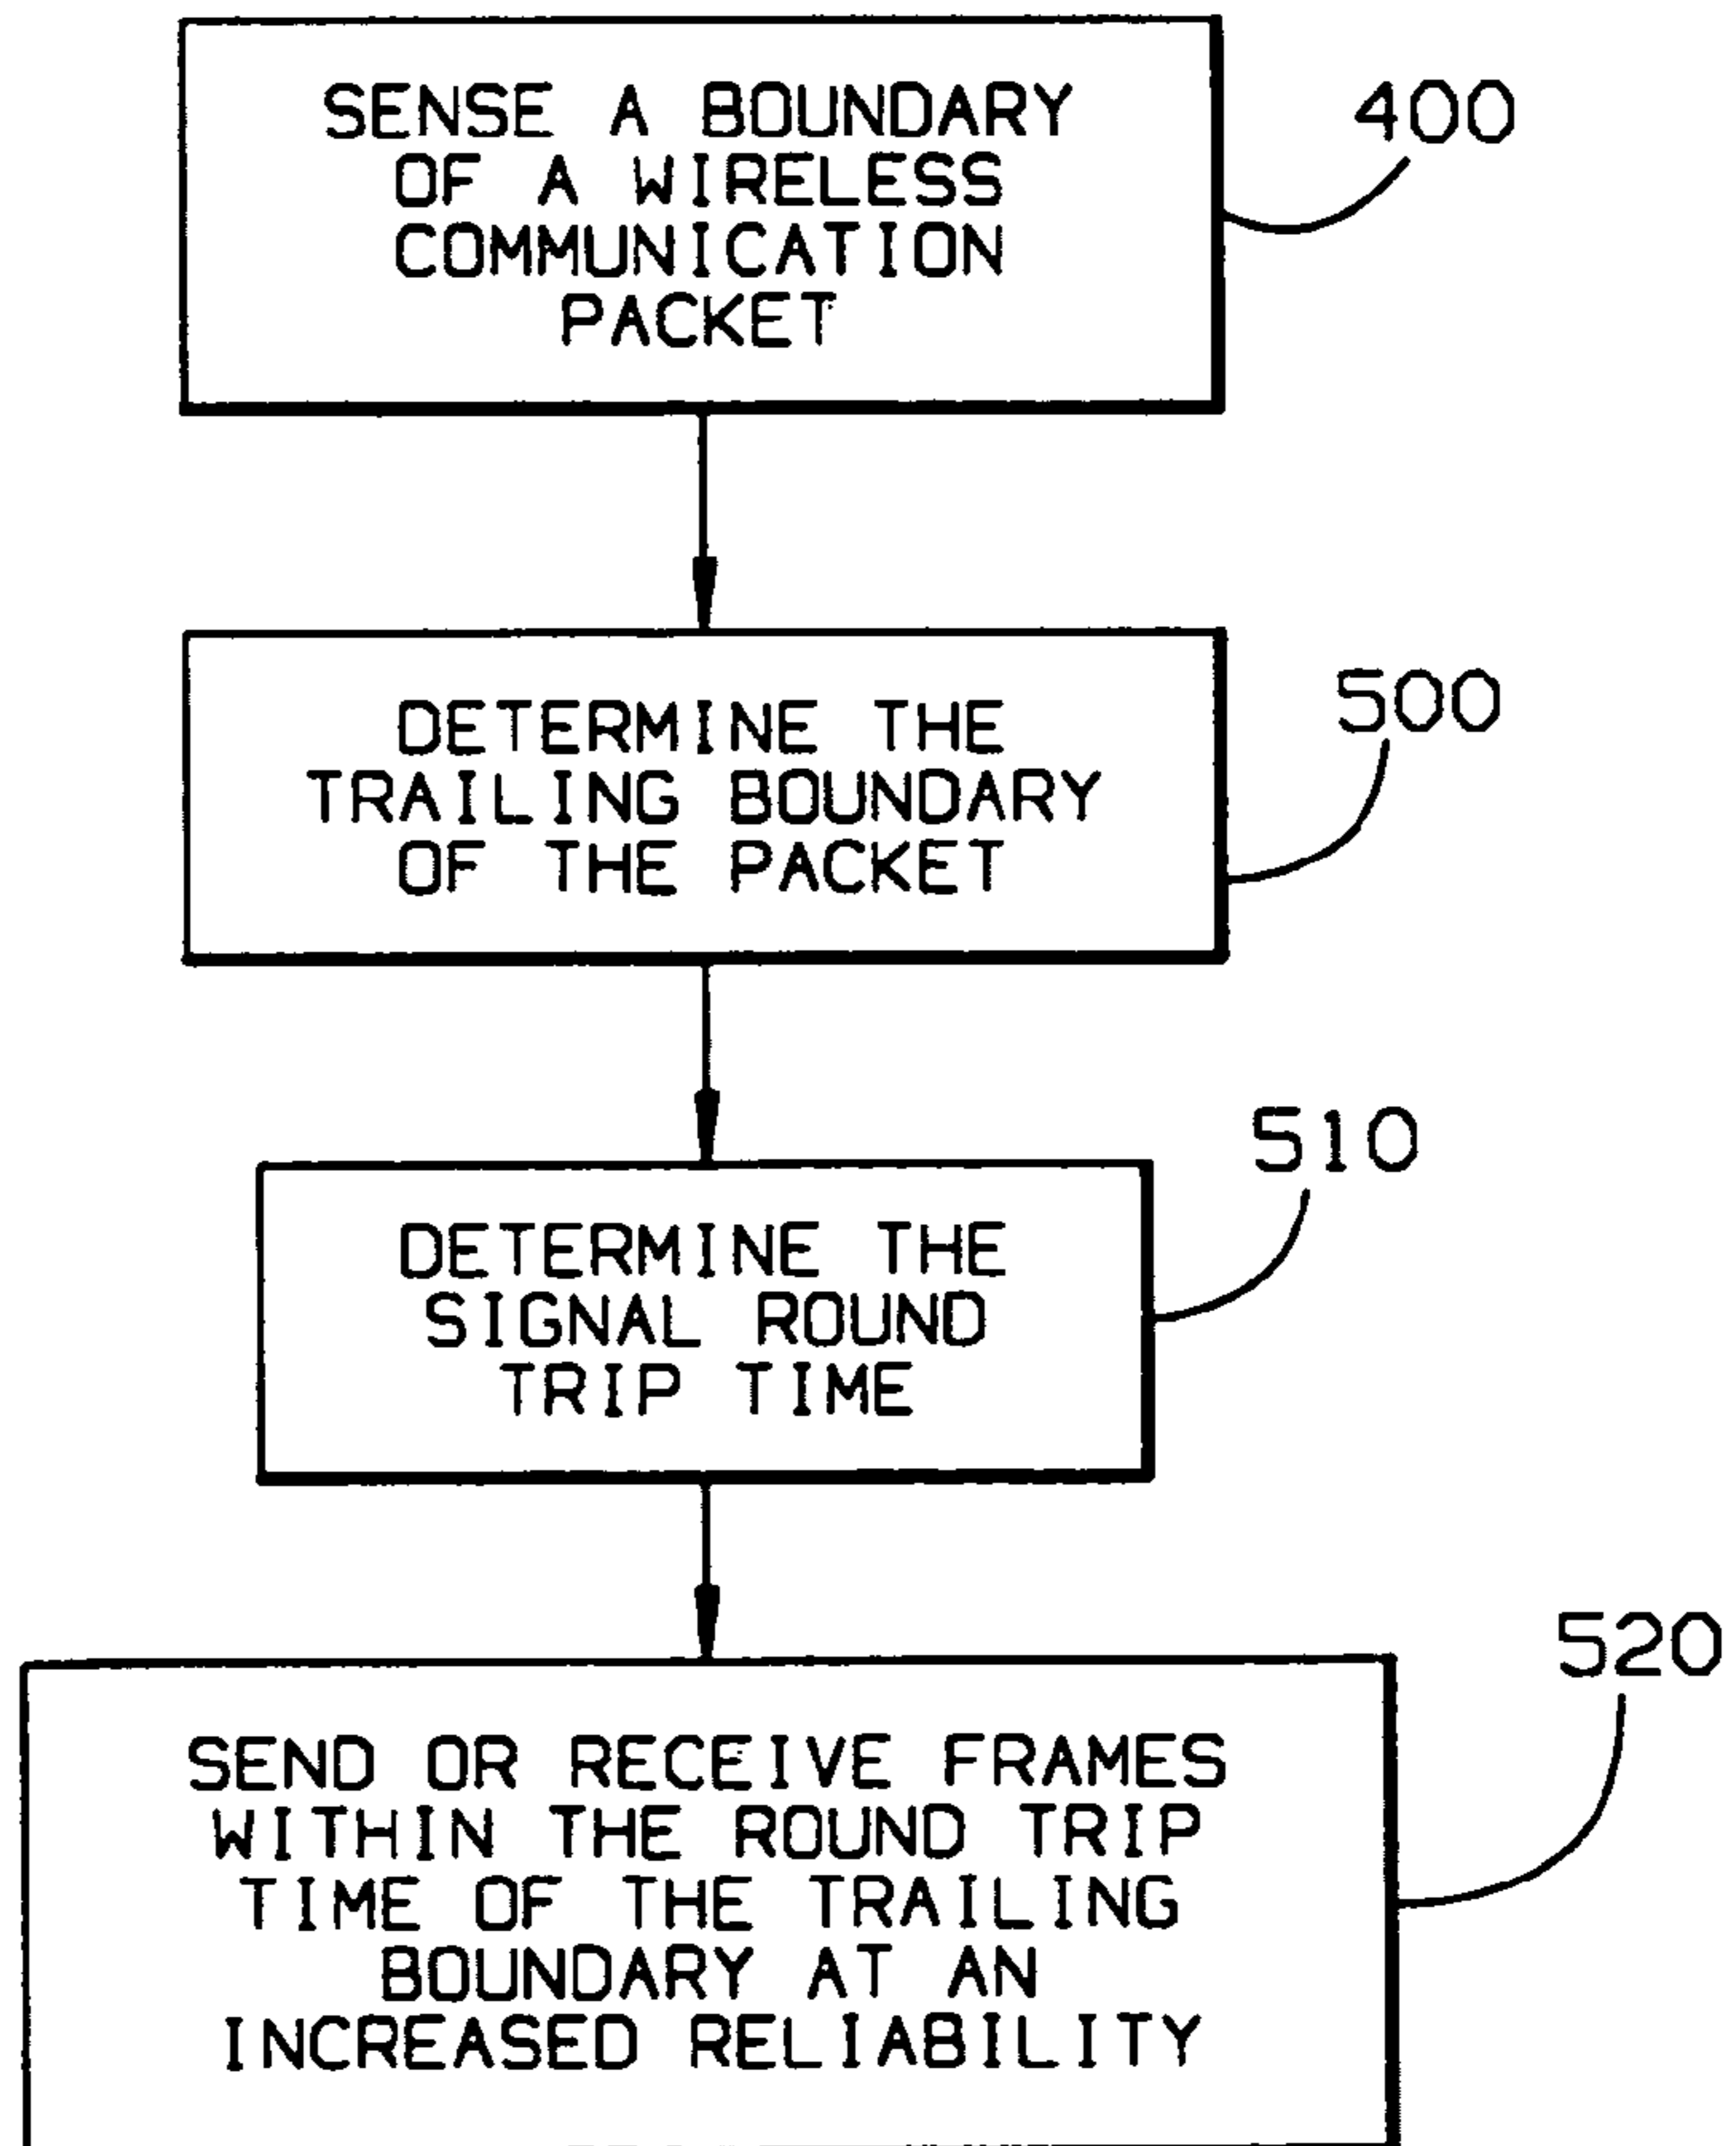 SENSE A BOUNDARY
OF A WIRELESS
COMMUNICATION
PACKET
400
DETERMINE THE
TRAILING BOUNDARY
OF THE PACKET
500
DETERMINE THE
SIGNAL ROUND
TRIP TIME
510
SEND OR RECEIVE FRAMES
WITHIN THE ROUND TRIP
TIME OF THE TRAILING
BOUNDARY AT AN
INCREASED RELIABILITY
520